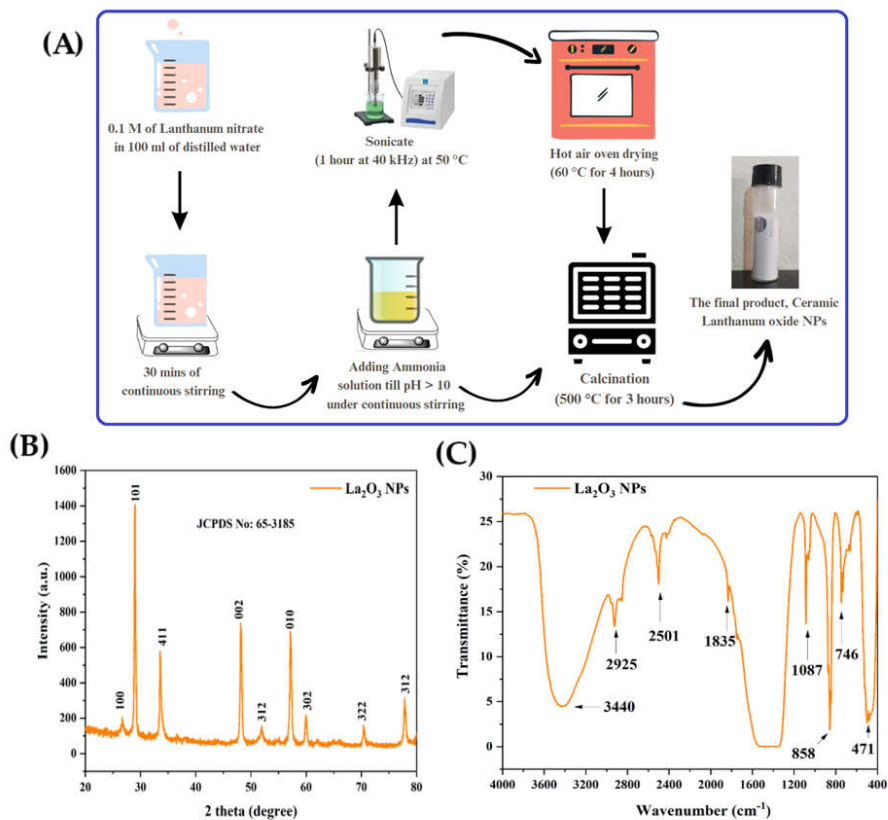 (A)
0.1 M of Lanthanum nitrate
in 100 ml of distilled water
30 mins of
continuous stirring
Adding Ammonia
solution till pH > 10
under continuous stirring
Sonicate
(1 hour at 40 kHz) at 50 °C
Hot air oven drying
(60 °C for 4 hours)
Calcination
(500 °C for 3 hours)
The final product, Ceramic
Lanthanum oxide NPs
(B)
1600
1400
1200
1000
800
600
400
200
0
Intensity (a.u.)
La₂O₃ NPs
JCPDS No: 65-3185
100
101
411
002
312
010
302
322
312
20
30
40
50
60
70
80
2 theta (degree)
(C)
30
25
20
15
10
5
0
Transmittance (%)
La₂O₃ NPs
3440
2925
2501
1835
1087
858
746
471
4000
3600
3200
2800
2400
2000
1600
1200
800
400
Wavenumber (cm⁻¹)